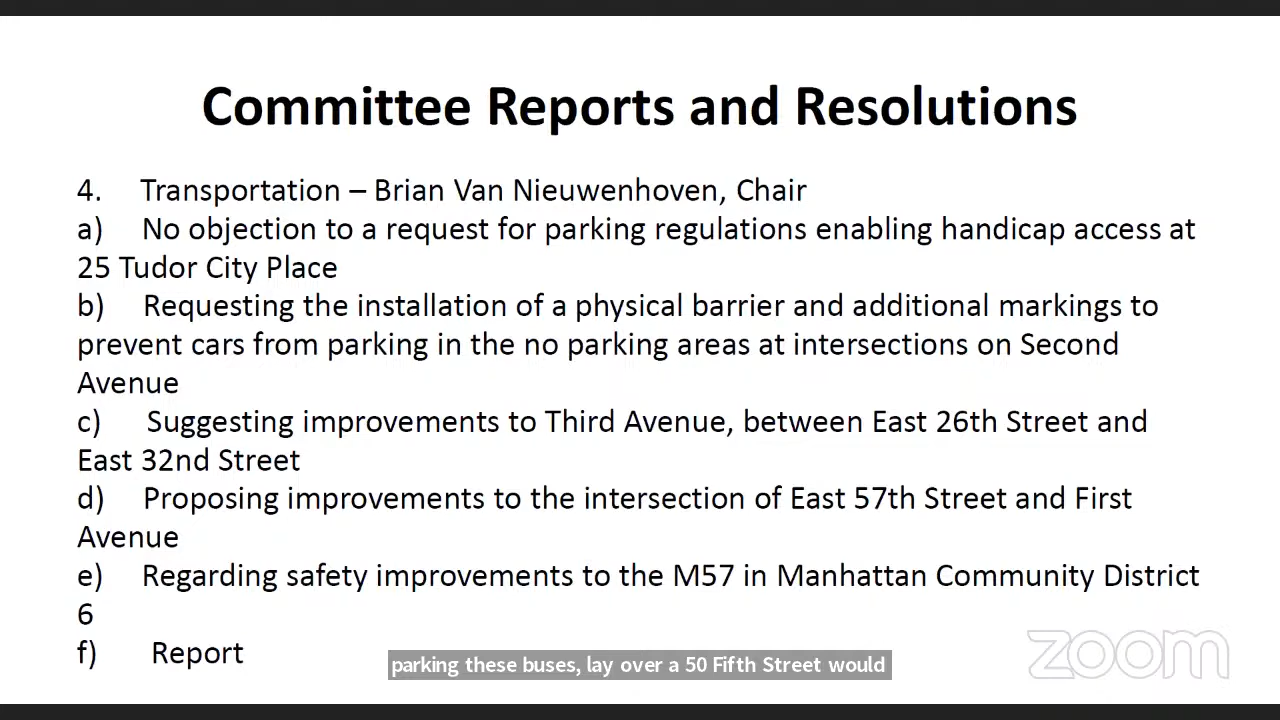 Committee Reports and Resolutions
4. Transportation – Brian Van Nieuwenhoven, Chair
a) No objection to a request for parking regulations enabling handicap access at
25 Tudor City Place
b) Requesting the installation of a physical barrier and additional markings to
prevent cars from parking in the no parking areas at intersections on Second
Avenue
c) Suggesting improvements to Third Avenue, between East 26th Street and
East 32nd Street
d) Proposing improvements to the intersection of East 57th Street and First
Avenue
e) Regarding safety improvements to the M57 in Manhattan Community District
6
f) Report
parking these buses, lay over a 50 Fifth Street would
zoom